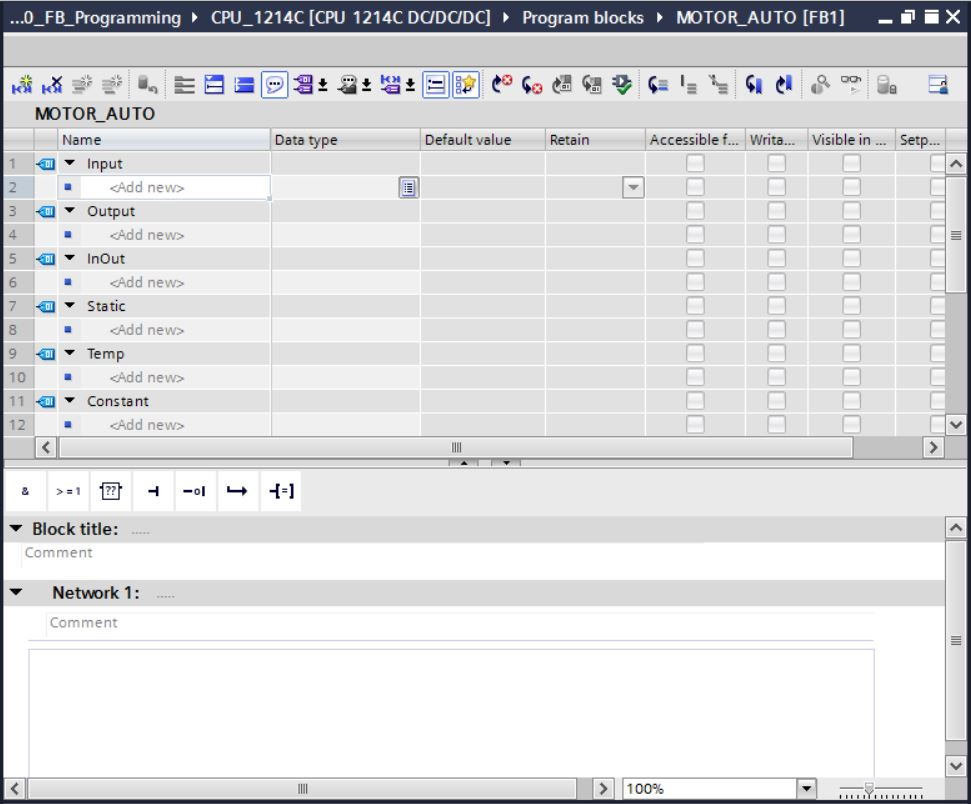 ...0_FB_Programming ▸ CPU_1214C [CPU 1214C DC/DC/DC] ▸ Program blocks ▸ MOTOR_AUTO [FB1]
MOTOR_AUTO
Name Data type Default value Retain Accessible f... Writa... Visible in ... Setp...
1 Input
2 <Add new>
3 Output
4 <Add new>
5 InOut
6 <Add new>
7 Static
8 <Add new>
9 Temp
10 <Add new>
11 Constant
12 <Add new>
& >=1 ??
Block title: .....
Comment
Network 1: .....
Comment
100%